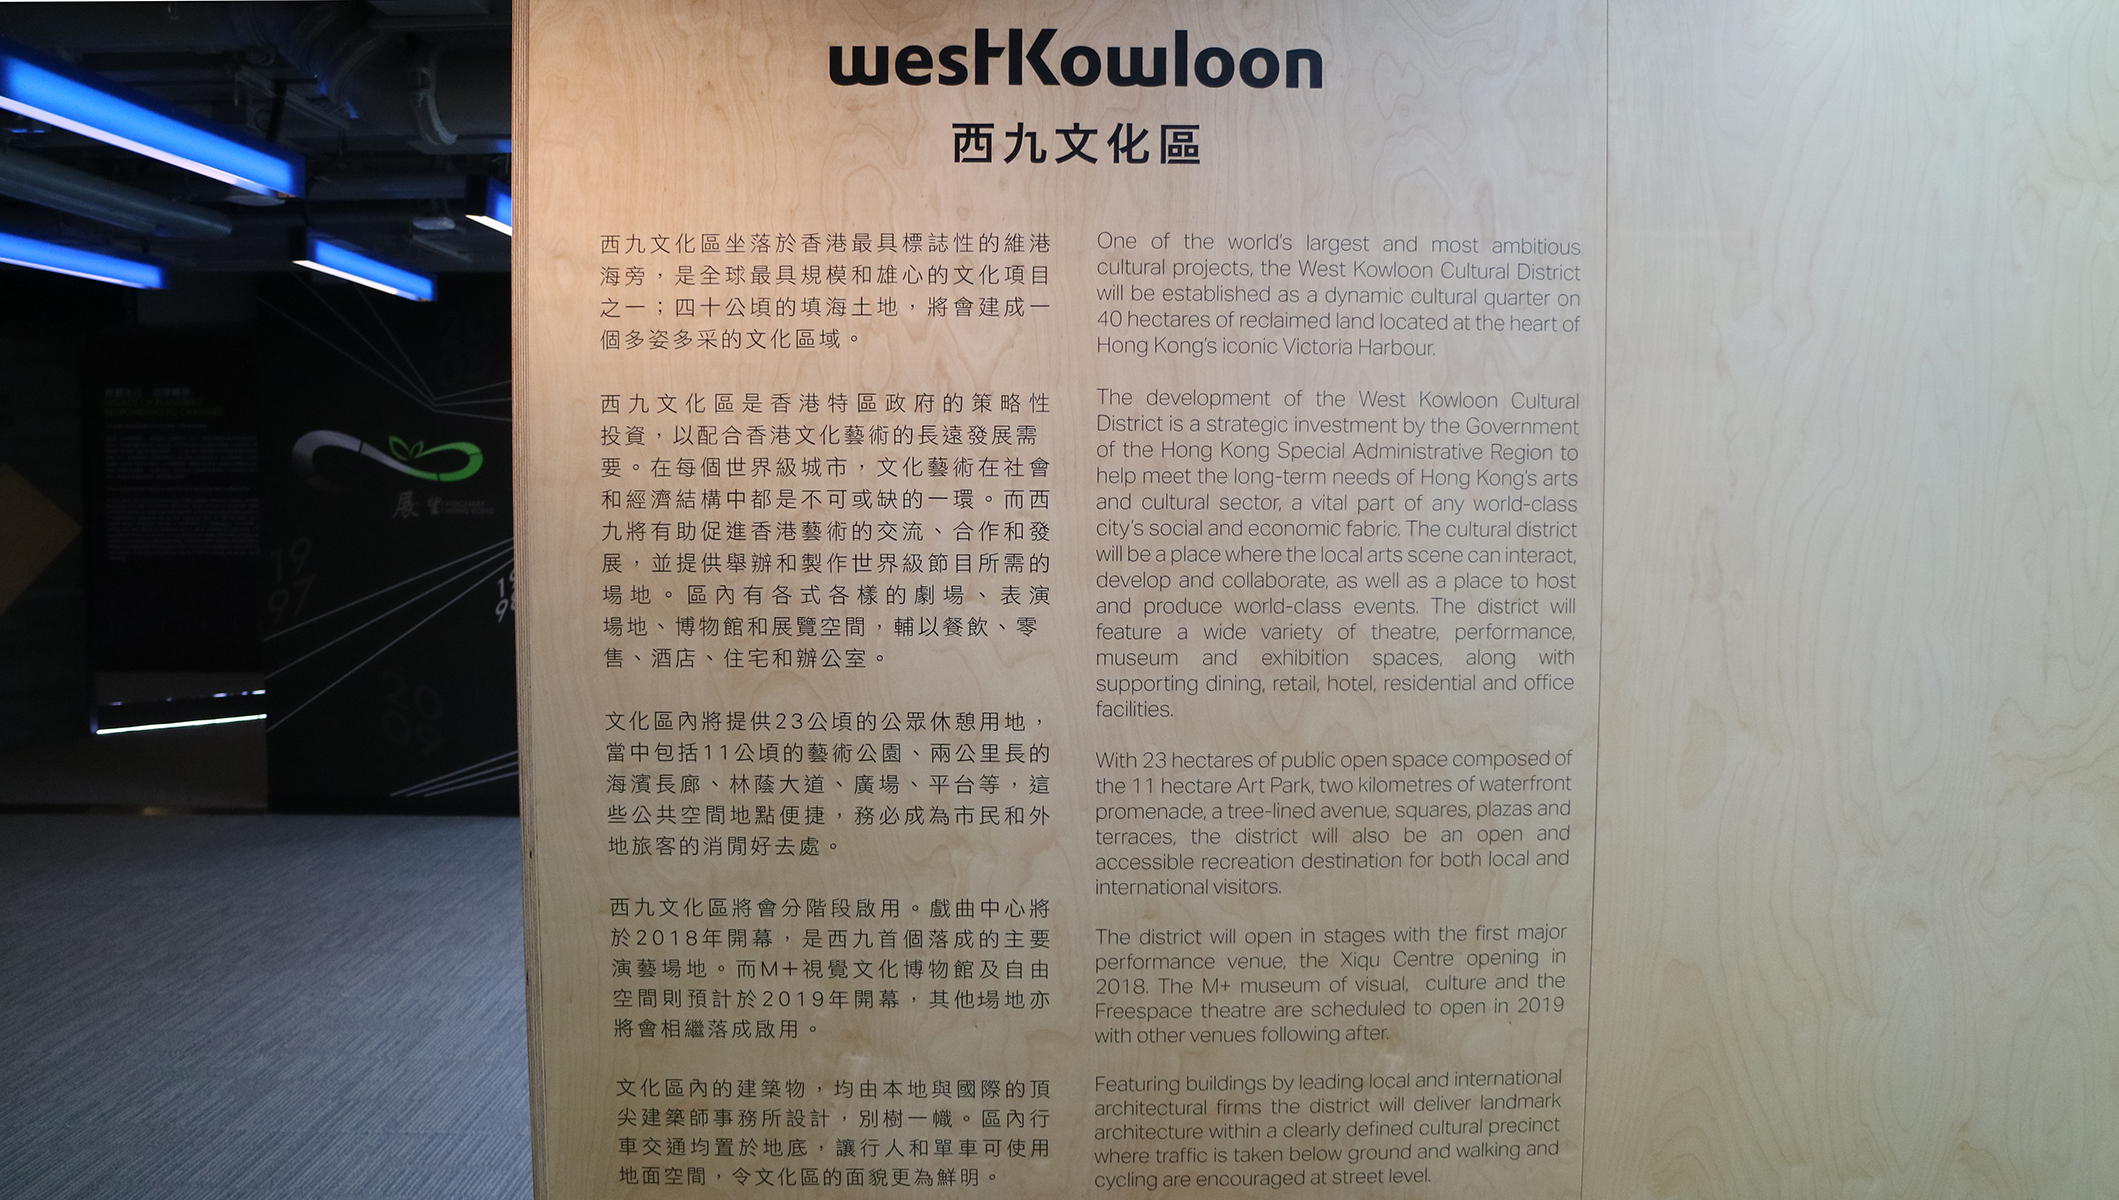 westKowloon
西九文化區
西九文化區坐落於香港最具標誌性的維港
海旁，是全球最具規模和雄心的文化項目
之一；四十公頃的填海土地，將會建成一
個多姿多采的文化區域。
西九文化區是香港特區政府的策略性
投資，以配合香港文化藝術的長遠發展需
要。在每個世界級城市，文化藝術在社會
和經濟結構中都是不可或缺的一環。而西
九將有助促進香港藝術的交流、合作和發
展，並提供舉辦和製作世界級節目所需的
場地。區內有各式各樣的劇場、表演
場地、博物館和展覽空間，輔以餐飲、零
售、酒店、住宅和辦公室。
文化區內將提供23公頃的公眾休憩用地，
當中包括11公頃的藝術公園、兩公里長的
海濱長廊、林蔭大道、廣場、平台等，這
些公共空間地點便捷，務必成為市民和外
地旅客的消閒好去處。
西九文化區將會分階段啟用。戲曲中心將
於2018年開幕，是西九首個落成的主要
演藝場地。而M+視覺文化博物館及自由
空間則預計於2019年開幕，其他場地亦
將會相繼落成啟用。
文化區內的建築物，均由本地與國際的頂
尖建築師事務所設計，別樹一幟。區內行
車交通均置於地底，讓行人和單車可使用
地面空間，令文化區的面貌更為鮮明。
One of the world's largest and most ambitious
cultural projects, the West Kowloon Cultural District
will be established as a dynamic cultural quarter on
40 hectares of reclaimed land located at the heart of
Hong Kong's iconic Victoria Harbour.
The development of the West Kowloon Cultural
District is a strategic investment by the Government
of the Hong Kong Special Administrative Region to
help meet the long-term needs of Hong Kong's arts
and cultural sector, a vital part of any world-class
city's social and economic fabric. The cultural district
will be a place where the local arts scene can interact,
develop and collaborate, as well as a place to host
and produce world-class events. The district will
feature a wide variety of theatre, performance,
museum and exhibition spaces, along with
supporting dining, retail, hotel, residential and office
facilities.
With 23 hectares of public open space composed of
the 11 hectare Art Park, two kilometres of waterfront
promenade, a tree-lined avenue, squares, plazas and
terraces, the district will also be an open and
accessible recreation destination for both local and
international visitors.
The district will open in stages with the first major
performance venue, the Xiqu Centre opening in
2018. The M+ museum of visual, culture and the
Freespace theatre are scheduled to open in 2019
with other venues following after.
Featuring buildings by leading local and international
architectural firms the district will deliver landmark
architecture within a clearly defined cultural precinct
where traffic is taken below ground and walking and
cycling are encouraged at street level.
展望
19
97
20
09